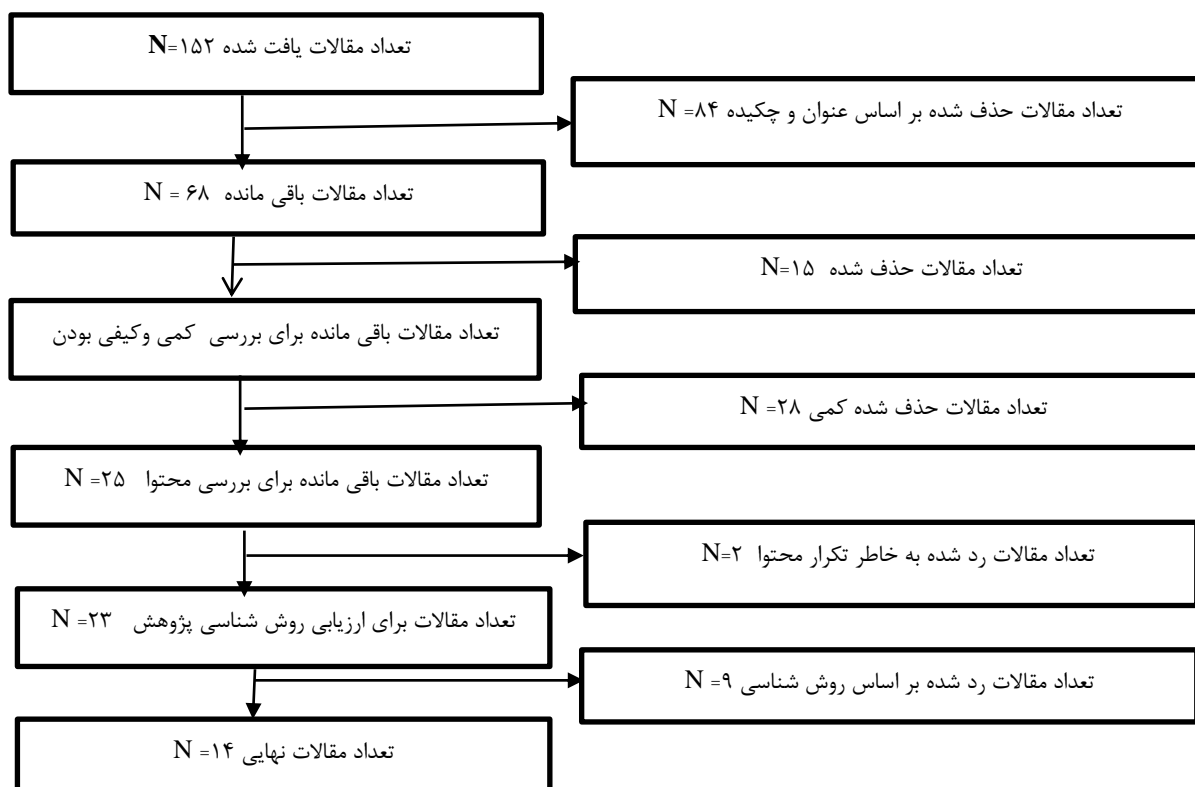 تعداد مقالات یافت شده N=۱۵۲
تعداد مقالات حذف شده بر اساس عنوان و چکیده N =۸۴
تعداد مقالات باقی مانده N = ۶۸
تعداد مقالات حذف شده N=۱۵
تعداد مقالات باقی مانده برای بررسی کمی وکیفی بودن
تعداد مقالات حذف شده کمی N =۲۸
تعداد مقالات باقی مانده برای بررسی محتوا N =۲۵
تعداد مقالات رد شده به خاطر تکرار محتوا N=۲
تعداد مقالات برای ارزیابی روش شناسی پژوهش N =۲۳
تعداد مقالات رد شده بر اساس روش شناسی N =۹
تعداد مقالات نهایی N =۱۴